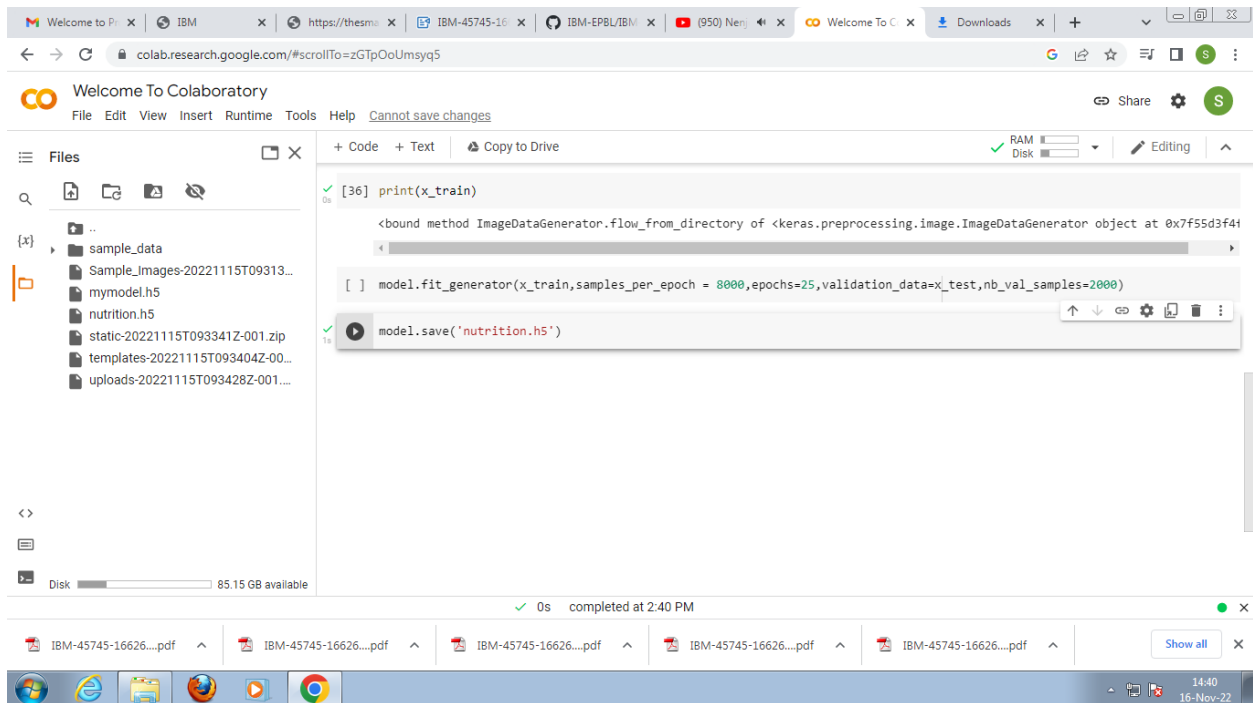 Welcome to Pr
IBM
https://thesma
IBM-45745-16
IBM-EPBL/IBM
(950) Nenj
Welcome To C
Downloads
colab.research.google.com/#scrollTo=zGTpOoUmsyq5
G
S
CO
Welcome To Colaboratory
File Edit View Insert Runtime Tools Help Cannot save changes
Share
S
Files
+ Code + Text Copy to Drive
RAM
Disk
Editing
{x}
..
sample_data
Sample_Images-20221115T09313...
mymodel.h5
nutrition.h5
static-20221115T093341Z-001.zip
templates-20221115T093404Z-00...
uploads-20221115T093428Z-001....
Disk 85.15 GB available
0s
[36] print(x_train)
<bound method ImageDataGenerator.flow_from_directory of <keras.preprocessing.image.ImageDataGenerator object at 0x7f55d3f4f
[ ] model.fit_generator(x_train,samples_per_epoch = 8000,epochs=25,validation_data=x_test,nb_val_samples=2000)
1s
model.save('nutrition.h5')
0s completed at 2:40 PM
IBM-45745-16626....pdf
IBM-45745-16626....pdf
IBM-45745-16626....pdf
IBM-45745-16626....pdf
IBM-45745-16626....pdf
Show all
14:40
16-Nov-22